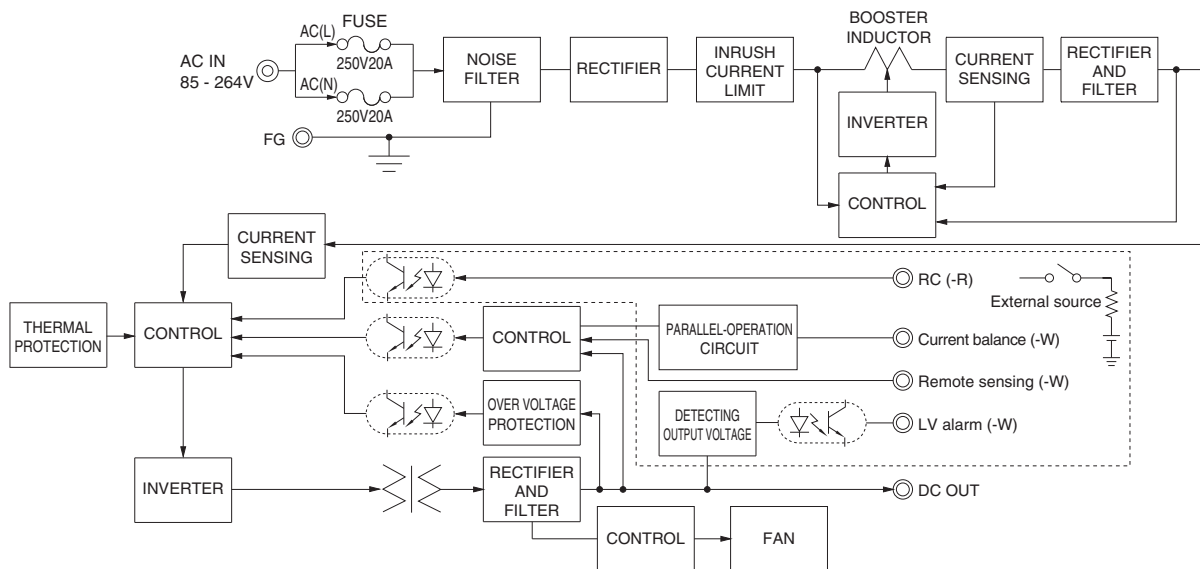 FUSE
AC(L)
250V20A
AC IN
85 - 264V
AC(N)
250V20A
FG
NOISE
FILTER
RECTIFIER
INRUSH
CURRENT
LIMIT
BOOSTER
INDUCTOR
CURRENT
SENSING
RECTIFIER
AND
FILTER
INVERTER
CONTROL
CURRENT
SENSING
RC (-R)
External source
THERMAL
PROTECTION
CONTROL
CONTROL
PARALLEL-OPERATION
CIRCUIT
Current balance (-W)
Remote sensing (-W)
OVER VOLTAGE
PROTECTION
DETECTING
OUTPUT VOLTAGE
LV alarm (-W)
INVERTER
RECTIFIER
AND
FILTER
DC OUT
CONTROL
FAN